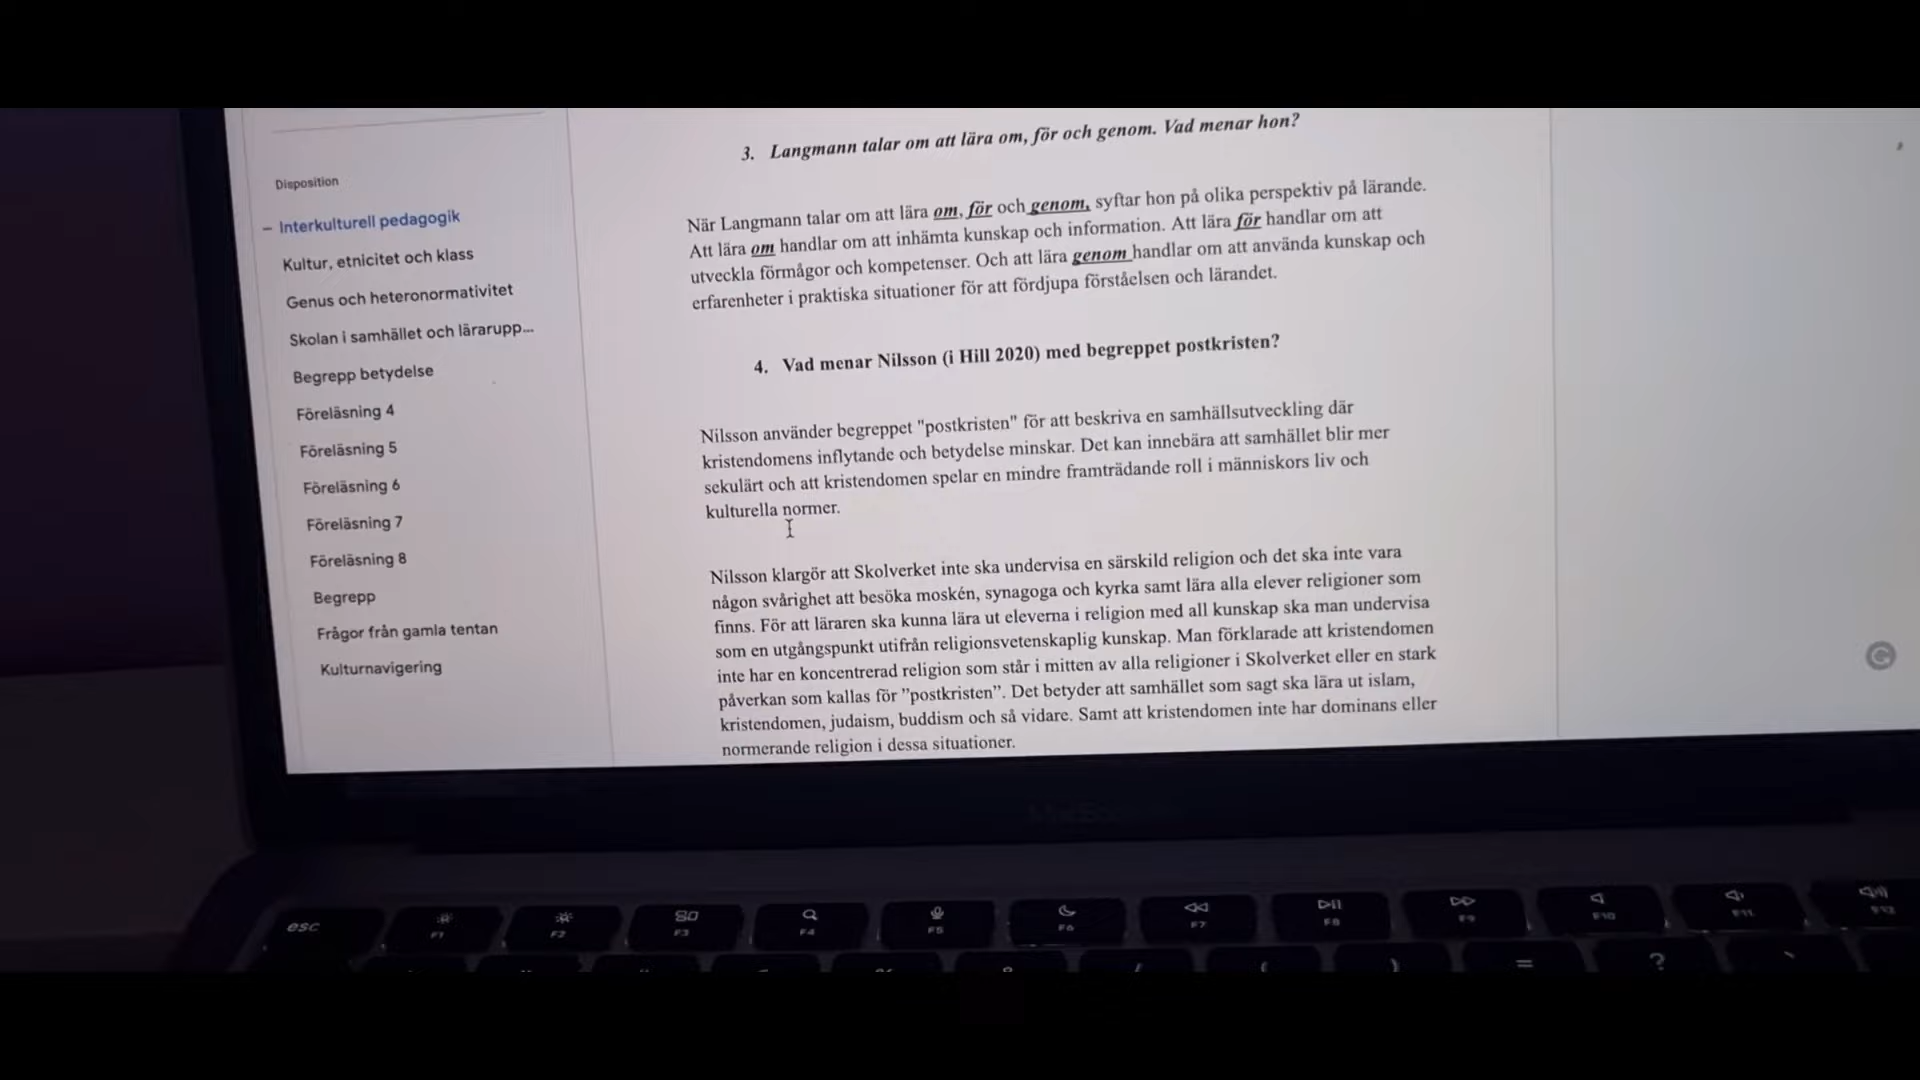 Disposition
– Interkulturell pedagogik
Kultur, etnicitet och klass
Genus och heteronormativitet
Skolan i samhället och lärarupp...
Begrepp betydelse
Föreläsning 4
Föreläsning 5
Föreläsning 6
Föreläsning 7
Föreläsning 8
Begrepp
Frågor från gamla tentan
Kulturnavigering
3. Langmann talar om att lära om, för och genom. Vad menar hon?
När Langmann talar om att lära om, för och genom, syftar hon på olika perspektiv på lärande.
Att lära om handlar om att inhämta kunskap och information. Att lära för handlar om att
utveckla förmågor och kompetenser. Och att lära genom handlar om att använda kunskap och
erfarenheter i praktiska situationer för att fördjupa förståelsen och lärandet.
4. Vad menar Nilsson (i Hill 2020) med begreppet postkristen?
Nilsson använder begreppet "postkristen" för att beskriva en samhällsutveckling där
kristendomens inflytande och betydelse minskar. Det kan innebära att samhället blir mer
sekulärt och att kristendomen spelar en mindre framträdande roll i människors liv och
kulturella normer.
Nilsson klargör att Skolverket inte ska undervisa en särskild religion och det ska inte vara
någon svårighet att besöka moskén, synagoga och kyrka samt lära alla elever religioner som
finns. För att läraren ska kunna lära ut eleverna i religion med all kunskap ska man undervisa
som en utgångspunkt utifrån religionsvetenskaplig kunskap. Man förklarade att kristendomen
inte har en koncentrerad religion som står i mitten av alla religioner i Skolverket eller en stark
påverkan som kallas för ”postkristen”. Det betyder att samhället som sagt ska lära ut islam,
kristendomen, judaism, buddism och så vidare. Samt att kristendomen inte har dominans eller
normerande religion i dessa situationer.
esc
F1
F2
F3
F4
F5
F6
F7
F8
F9
F10
F11
F12
( ) = ? `